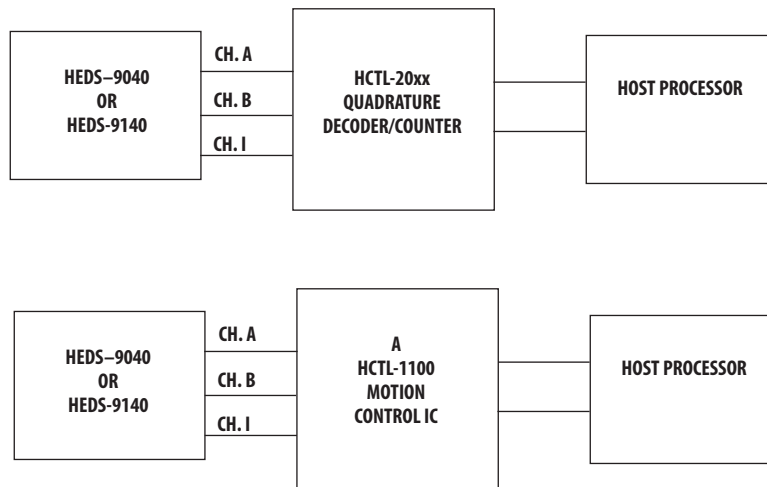 HEDS–9040
OR
HEDS-9140
CH. A
CH. B
CH. I
HCTL-20xx
QUADRATURE
DECODER/COUNTER
HOST PROCESSOR
HEDS–9040
OR
HEDS-9140
CH. A
CH. B
CH. I
A
HCTL-1100
MOTION
CONTROL IC
HOST PROCESSOR